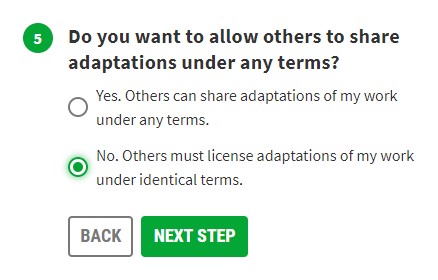 5
Do you want to allow others to share
adaptations under any terms?
Yes. Others can share adaptations of my work
under any terms.
No. Others must license adaptations of my work
under identical terms.
BACK
NEXT STEP